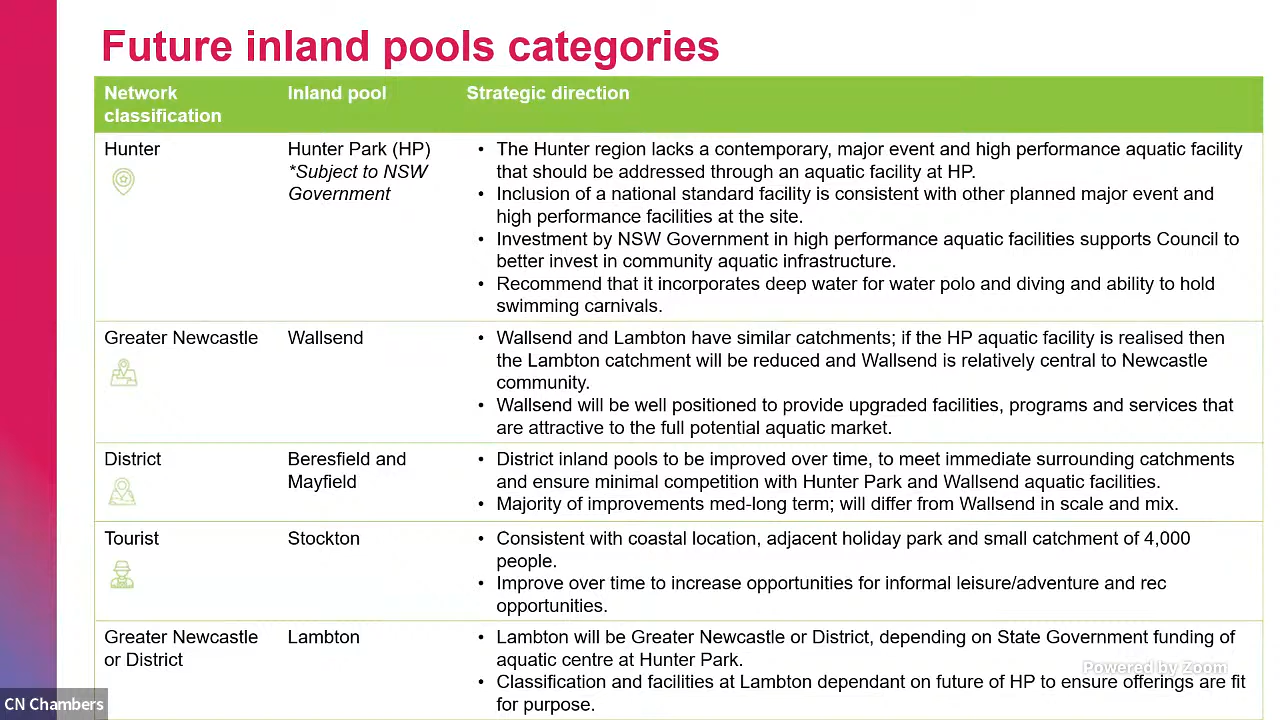 Future inland pools categories
Network classification
Inland pool
Strategic direction
Hunter
Hunter Park (HP)
*Subject to NSW
Government
• The Hunter region lacks a contemporary, major event and high performance aquatic facility
that should be addressed through an aquatic facility at HP.
• Inclusion of a national standard facility is consistent with other planned major event and
high performance facilities at the site.
• Investment by NSW Government in high performance aquatic facilities supports Council to
better invest in community aquatic infrastructure.
• Recommend that it incorporates deep water for water polo and diving and ability to hold
swimming carnivals.
Greater Newcastle
Wallsend
• Wallsend and Lambton have similar catchments; if the HP aquatic facility is realised then
the Lambton catchment will be reduced and Wallsend is relatively central to Newcastle
community.
• Wallsend will be well positioned to provide upgraded facilities, programs and services that
are attractive to the full potential aquatic market.
District
Beresfield and
Mayfield
• District inland pools to be improved over time, to meet immediate surrounding catchments
and ensure minimal competition with Hunter Park and Wallsend aquatic facilities.
• Majority of improvements med-long term; will differ from Wallsend in scale and mix.
Tourist
Stockton
• Consistent with coastal location, adjacent holiday park and small catchment of 4,000
people.
• Improve over time to increase opportunities for informal leisure/adventure and rec
opportunities.
Greater Newcastle
or District
Lambton
• Lambton will be Greater Newcastle or District, depending on State Government funding of
aquatic centre at Hunter Park.
• Classification and facilities at Lambton dependant on future of HP to ensure offerings are fit
for purpose.
Powered by Zoom
CN Chambers